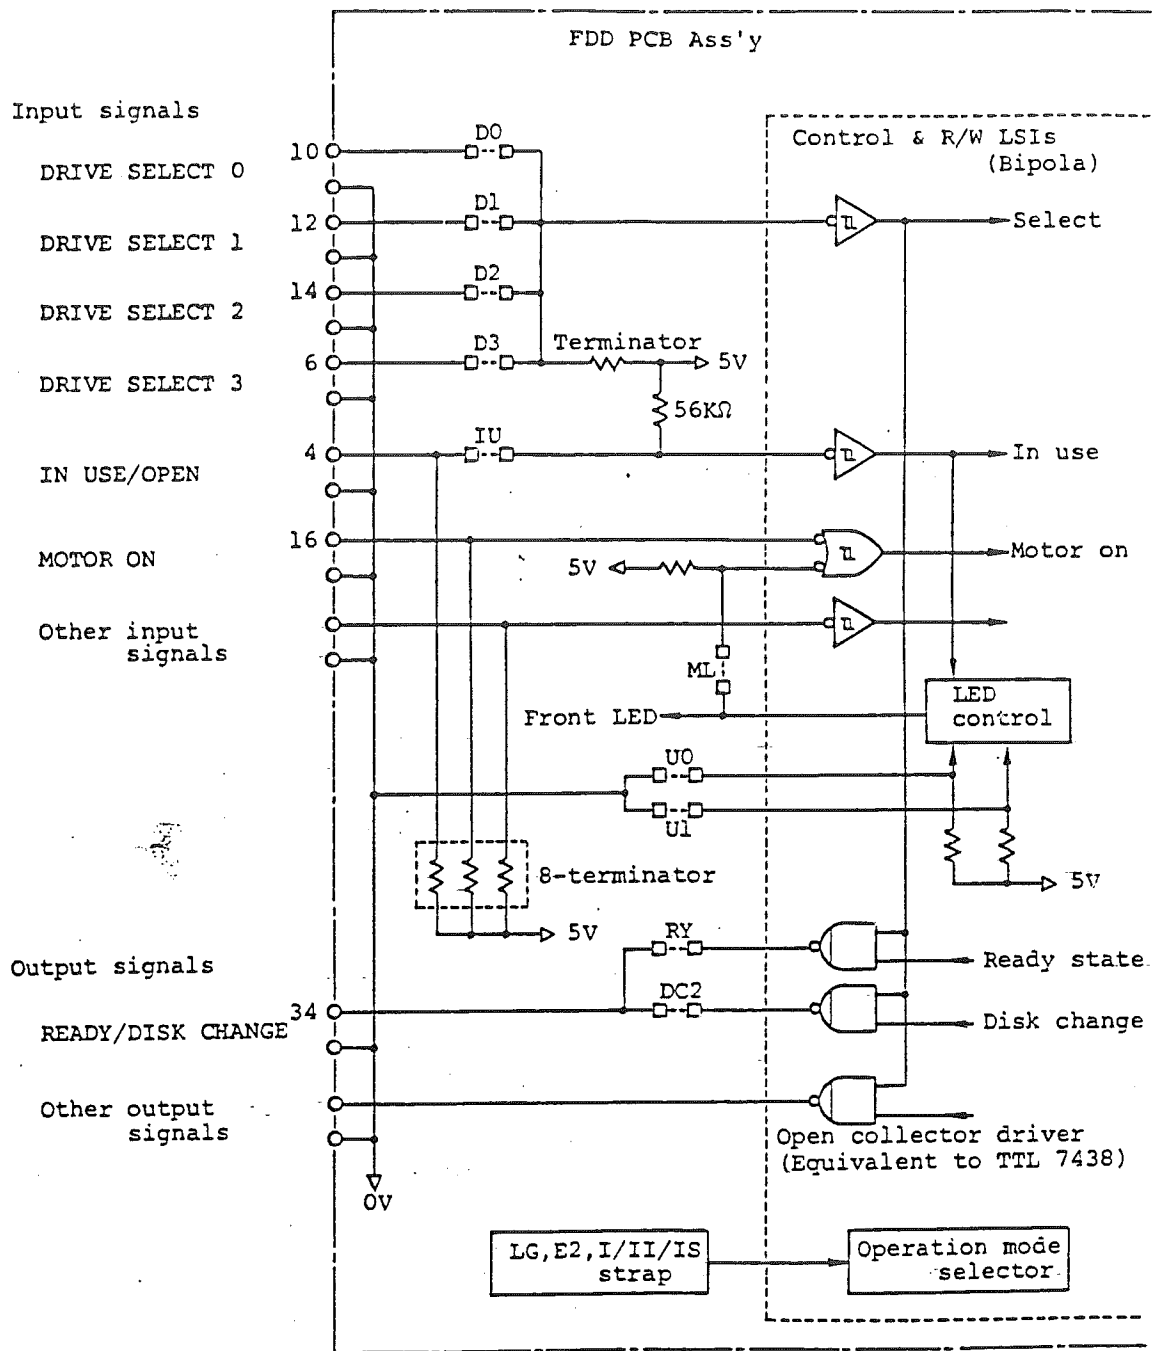 FDD PCB Ass'y
Input signals
Control & R/W LSIs
(Bipola)
D0
10
DRIVE SELECT 0
D1
12
Select
DRIVE SELECT 1
D2
14
DRIVE SELECT 2
D3
Terminator
6
5V
DRIVE SELECT 3
56KΩ
IU
4
In use
IN USE/OPEN
16
MOTOR ON
Motor on
5V
Other input
signals
ML
LED
control
Front LED
U0
U1
8-terminator
5V
5V
RY
Ready state
Output signals
DC2
34
READY/DISK CHANGE
Disk change
Other output
signals
Open collector driver
(Equivalent to TTL 7438)
0V
LG,E2,I/II/IS
strap
Operation mode
selector